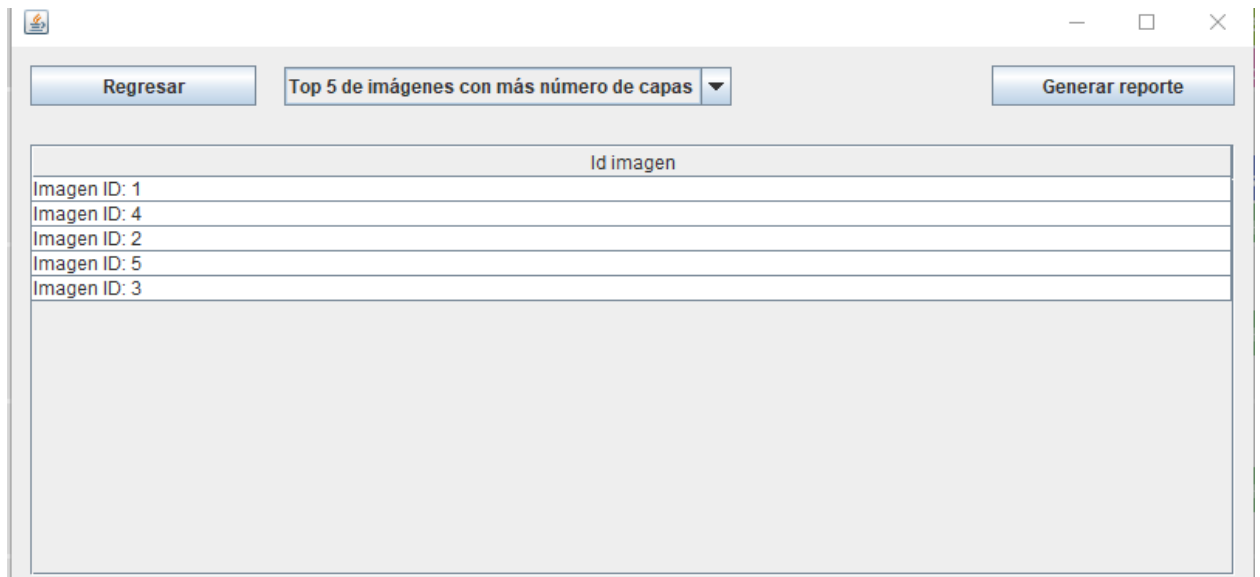 Regresar
Top 5 de imágenes con más número de capas
Generar reporte
Id imagen
Imagen ID: 1
Imagen ID: 4
Imagen ID: 2
Imagen ID: 5
Imagen ID: 3